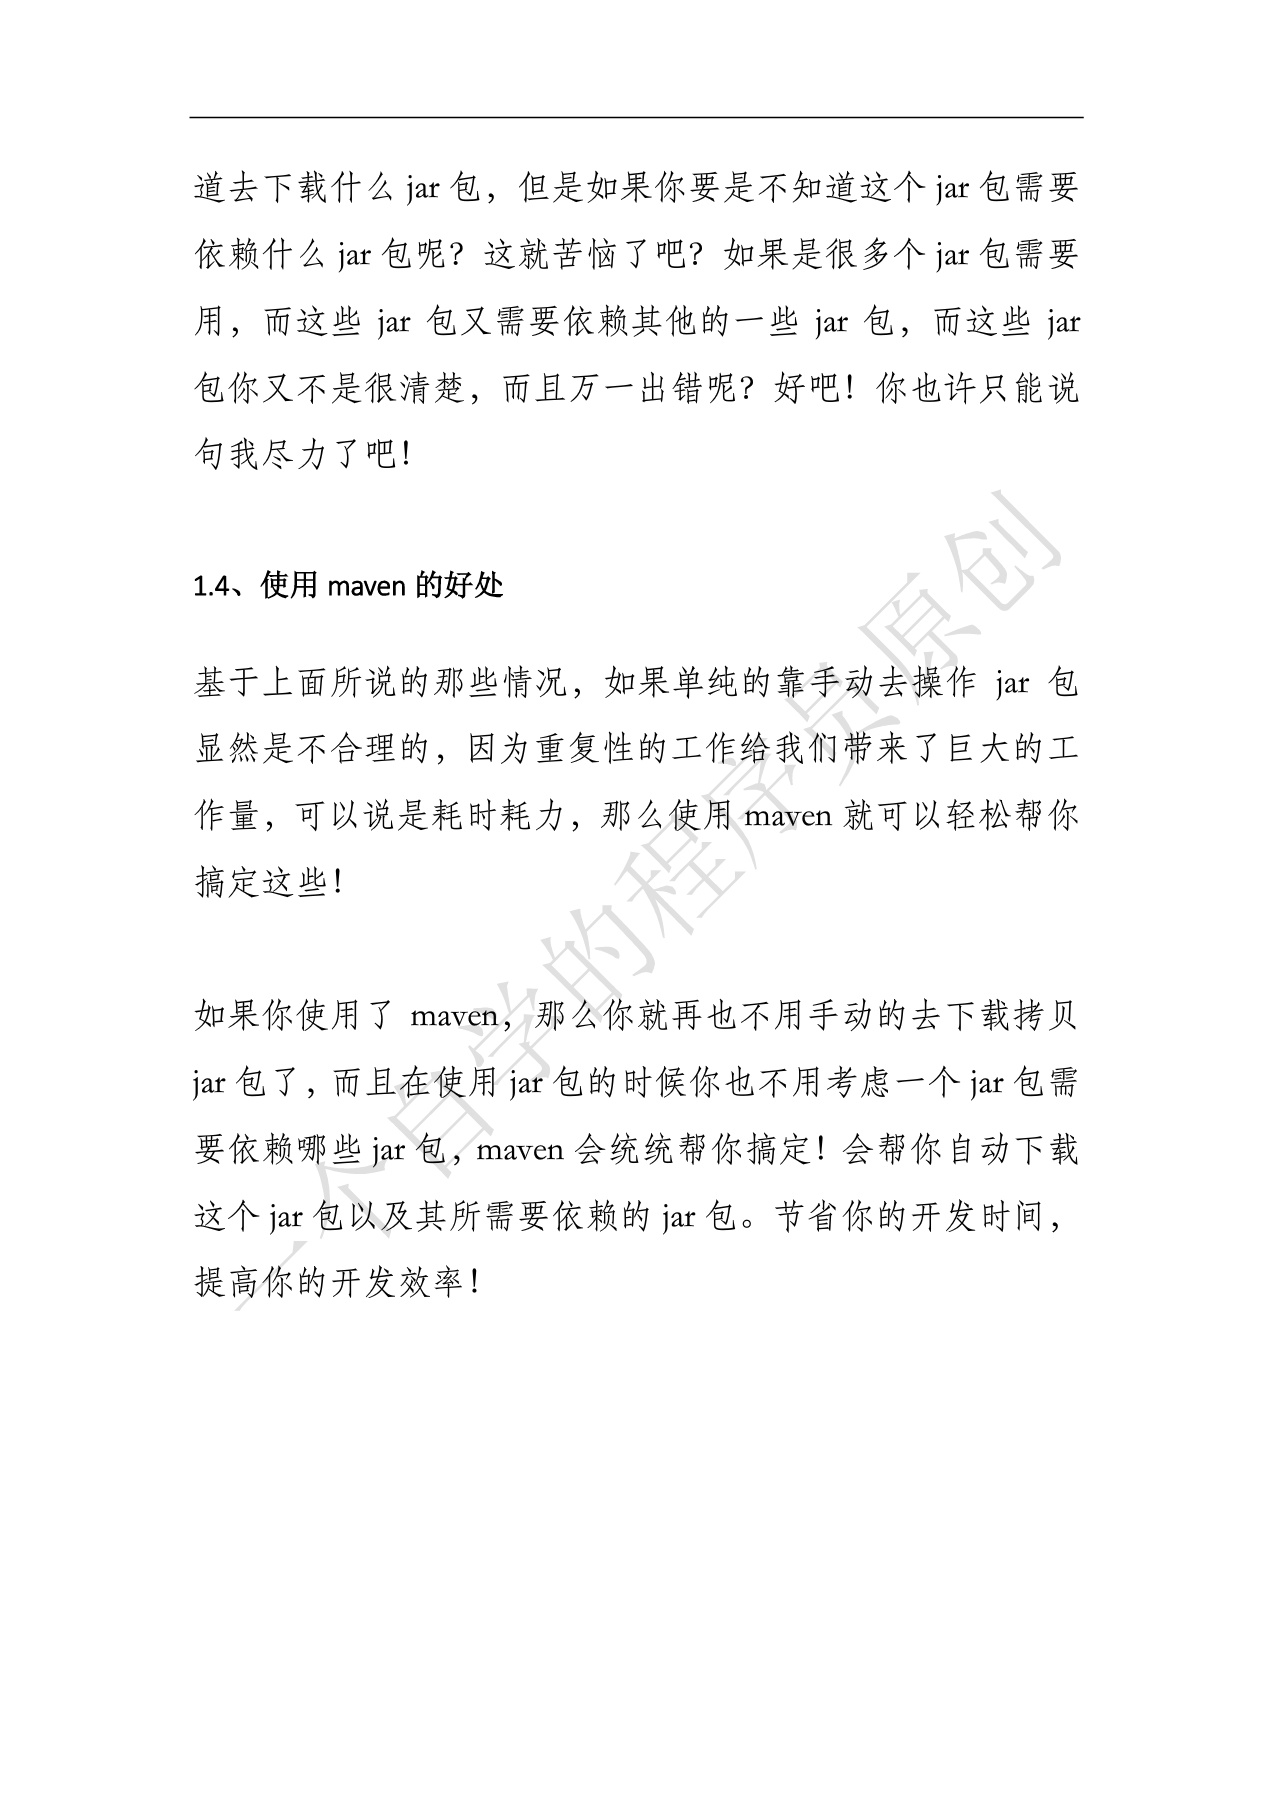 道去下载什么 jar 包，但是如果你要是不知道这个 jar 包需要
依赖什么 jar 包呢？这就苦恼了吧？如果是很多个 jar 包需要
用，而这些 jar 包又需要依赖其他的一些 jar 包，而这些 jar
包你又不是很清楚，而且万一出错呢？好吧！你也许只能说
句我尽力了吧！
1.4、使用 maven 的好处
基于上面所说的那些情况，如果单纯的靠手动去操作 jar 包
显然是不合理的，因为重复性的工作给我们带来了巨大的工
作量，可以说是耗时耗力，那么使用 maven 就可以轻松帮你
搞定这些！
如果你使用了 maven，那么你就再也不用手动的去下载拷贝
jar 包了，而且在使用 jar 包的时候你也不用考虑一个 jar 包需
要依赖哪些 jar 包，maven 会统统帮你搞定！会帮你自动下载
这个 jar 包以及其所需要依赖的 jar 包。节省你的开发时间，
提高你的开发效率！
一个自学的程序员原创